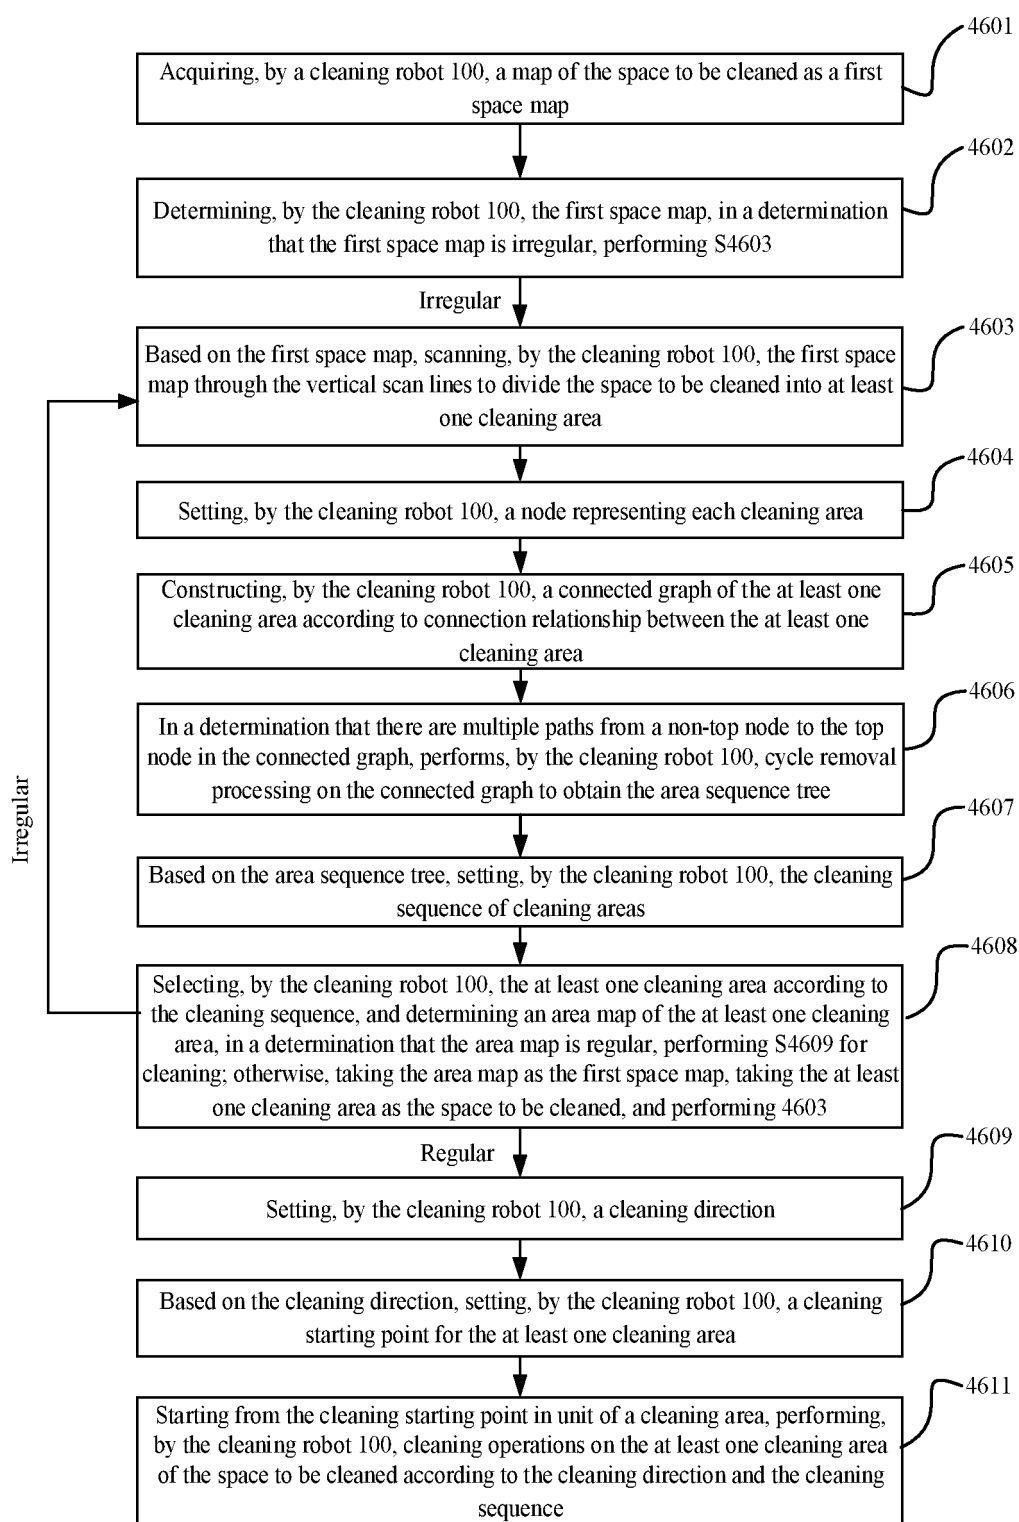 4601
Acquiring, by a cleaning robot 100, a map of the space to be cleaned as a first
space map
4602
Determining, by the cleaning robot 100, the first space map, in a determination
that the first space map is irregular, performing S4603
Irregular
4603
Based on the first space map, scanning, by the cleaning robot 100, the first space
map through the vertical scan lines to divide the space to be cleaned into at least
one cleaning area
4604
Setting, by the cleaning robot 100, a node representing each cleaning area
4605
Constructing, by the cleaning robot 100, a connected graph of the at least one
cleaning area according to connection relationship between the at least one
cleaning area
4606
In a determination that there are multiple paths from a non-top node to the top
node in the connected graph, performs, by the cleaning robot 100, cycle removal
processing on the connected graph to obtain the area sequence tree
Irregular
4607
Based on the area sequence tree, setting, by the cleaning robot 100, the cleaning
sequence of cleaning areas
4608
Selecting, by the cleaning robot 100, the at least one cleaning area according to
the cleaning sequence, and determining an area map of the at least one cleaning
area, in a determination that the area map is regular, performing S4609 for
cleaning; otherwise, taking the area map as the first space map, taking the at least
one cleaning area as the space to be cleaned, and performing 4603
Regular
4609
Setting, by the cleaning robot 100, a cleaning direction
4610
Based on the cleaning direction, setting, by the cleaning robot 100, a cleaning
starting point for the at least one cleaning area
4611
Starting from the cleaning starting point in unit of a cleaning area, performing,
by the cleaning robot 100, cleaning operations on the at least one cleaning area
of the space to be cleaned according to the cleaning direction and the cleaning
sequence